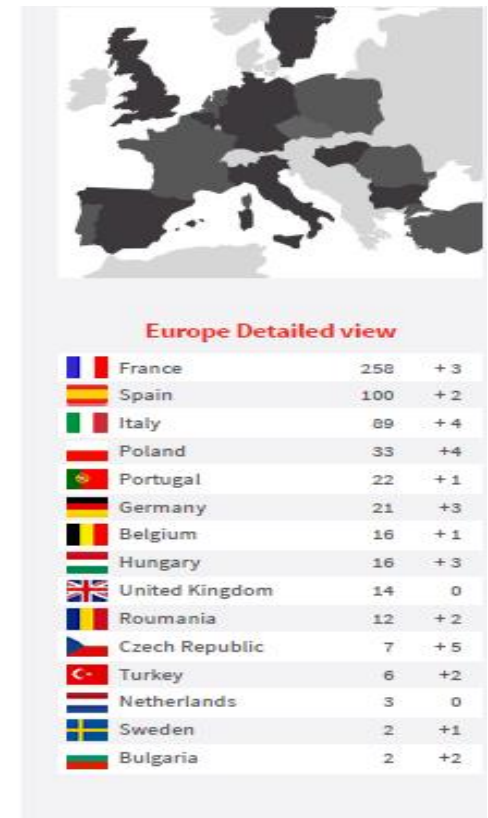 Europe Detailed view
France 258 + 3
Spain 100 + 2
Italy 89 + 4
Poland 33 +4
Portugal 22 + 1
Germany 21 +3
Belgium 16 + 1
Hungary 16 + 3
United Kingdom 14 0
Roumania 12 + 2
Czech Republic 7 + 5
Turkey 6 +2
Netherlands 3 0
Sweden 2 +1
Bulgaria 2 +2